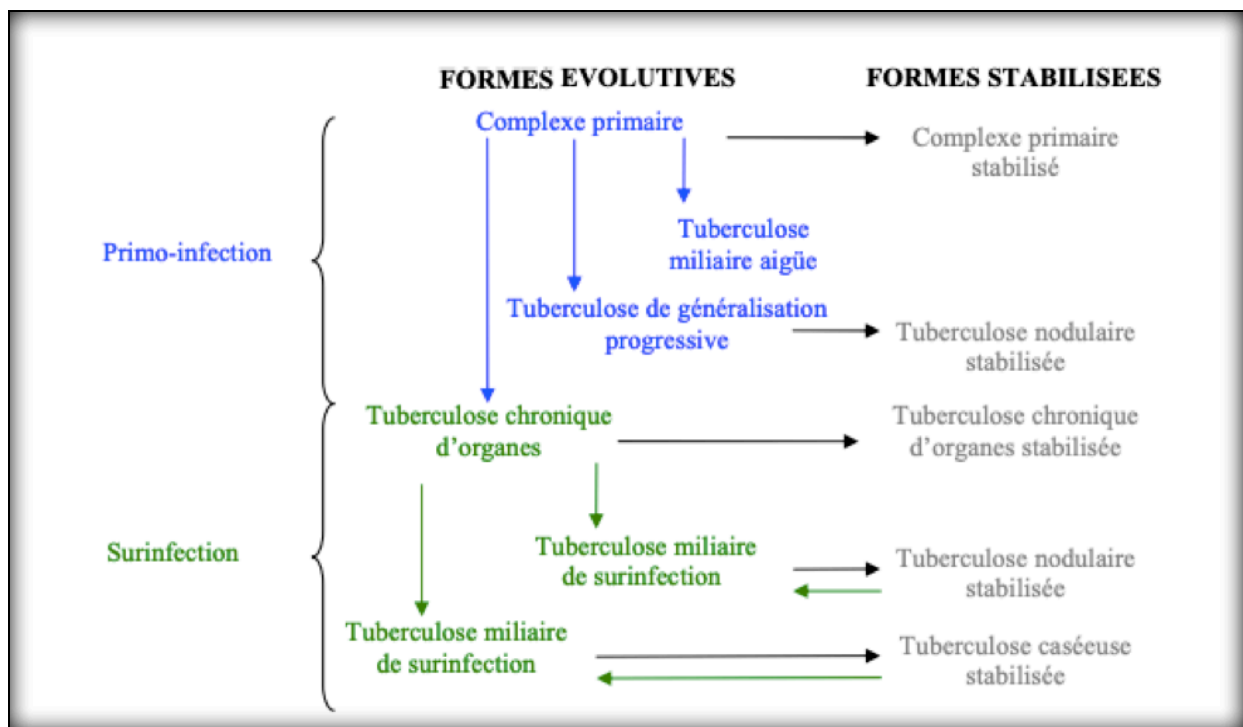 FORMES EVOLUTIVES
FORMES STABILISEES
Complexe primaire
Complexe primaire
stabilisé
Primo-infection
Tuberculose
miliaire aigüe
Tuberculose de généralisation
progressive
Tuberculose nodulaire
stabilisée
Tuberculose chronique
d'organes
Tuberculose chronique
d'organes stabilisée
Surinfection
Tuberculose miliaire
de surinfection
Tuberculose nodulaire
stabilisée
Tuberculose miliaire
de surinfection
Tuberculose caséeuse
stabilisée